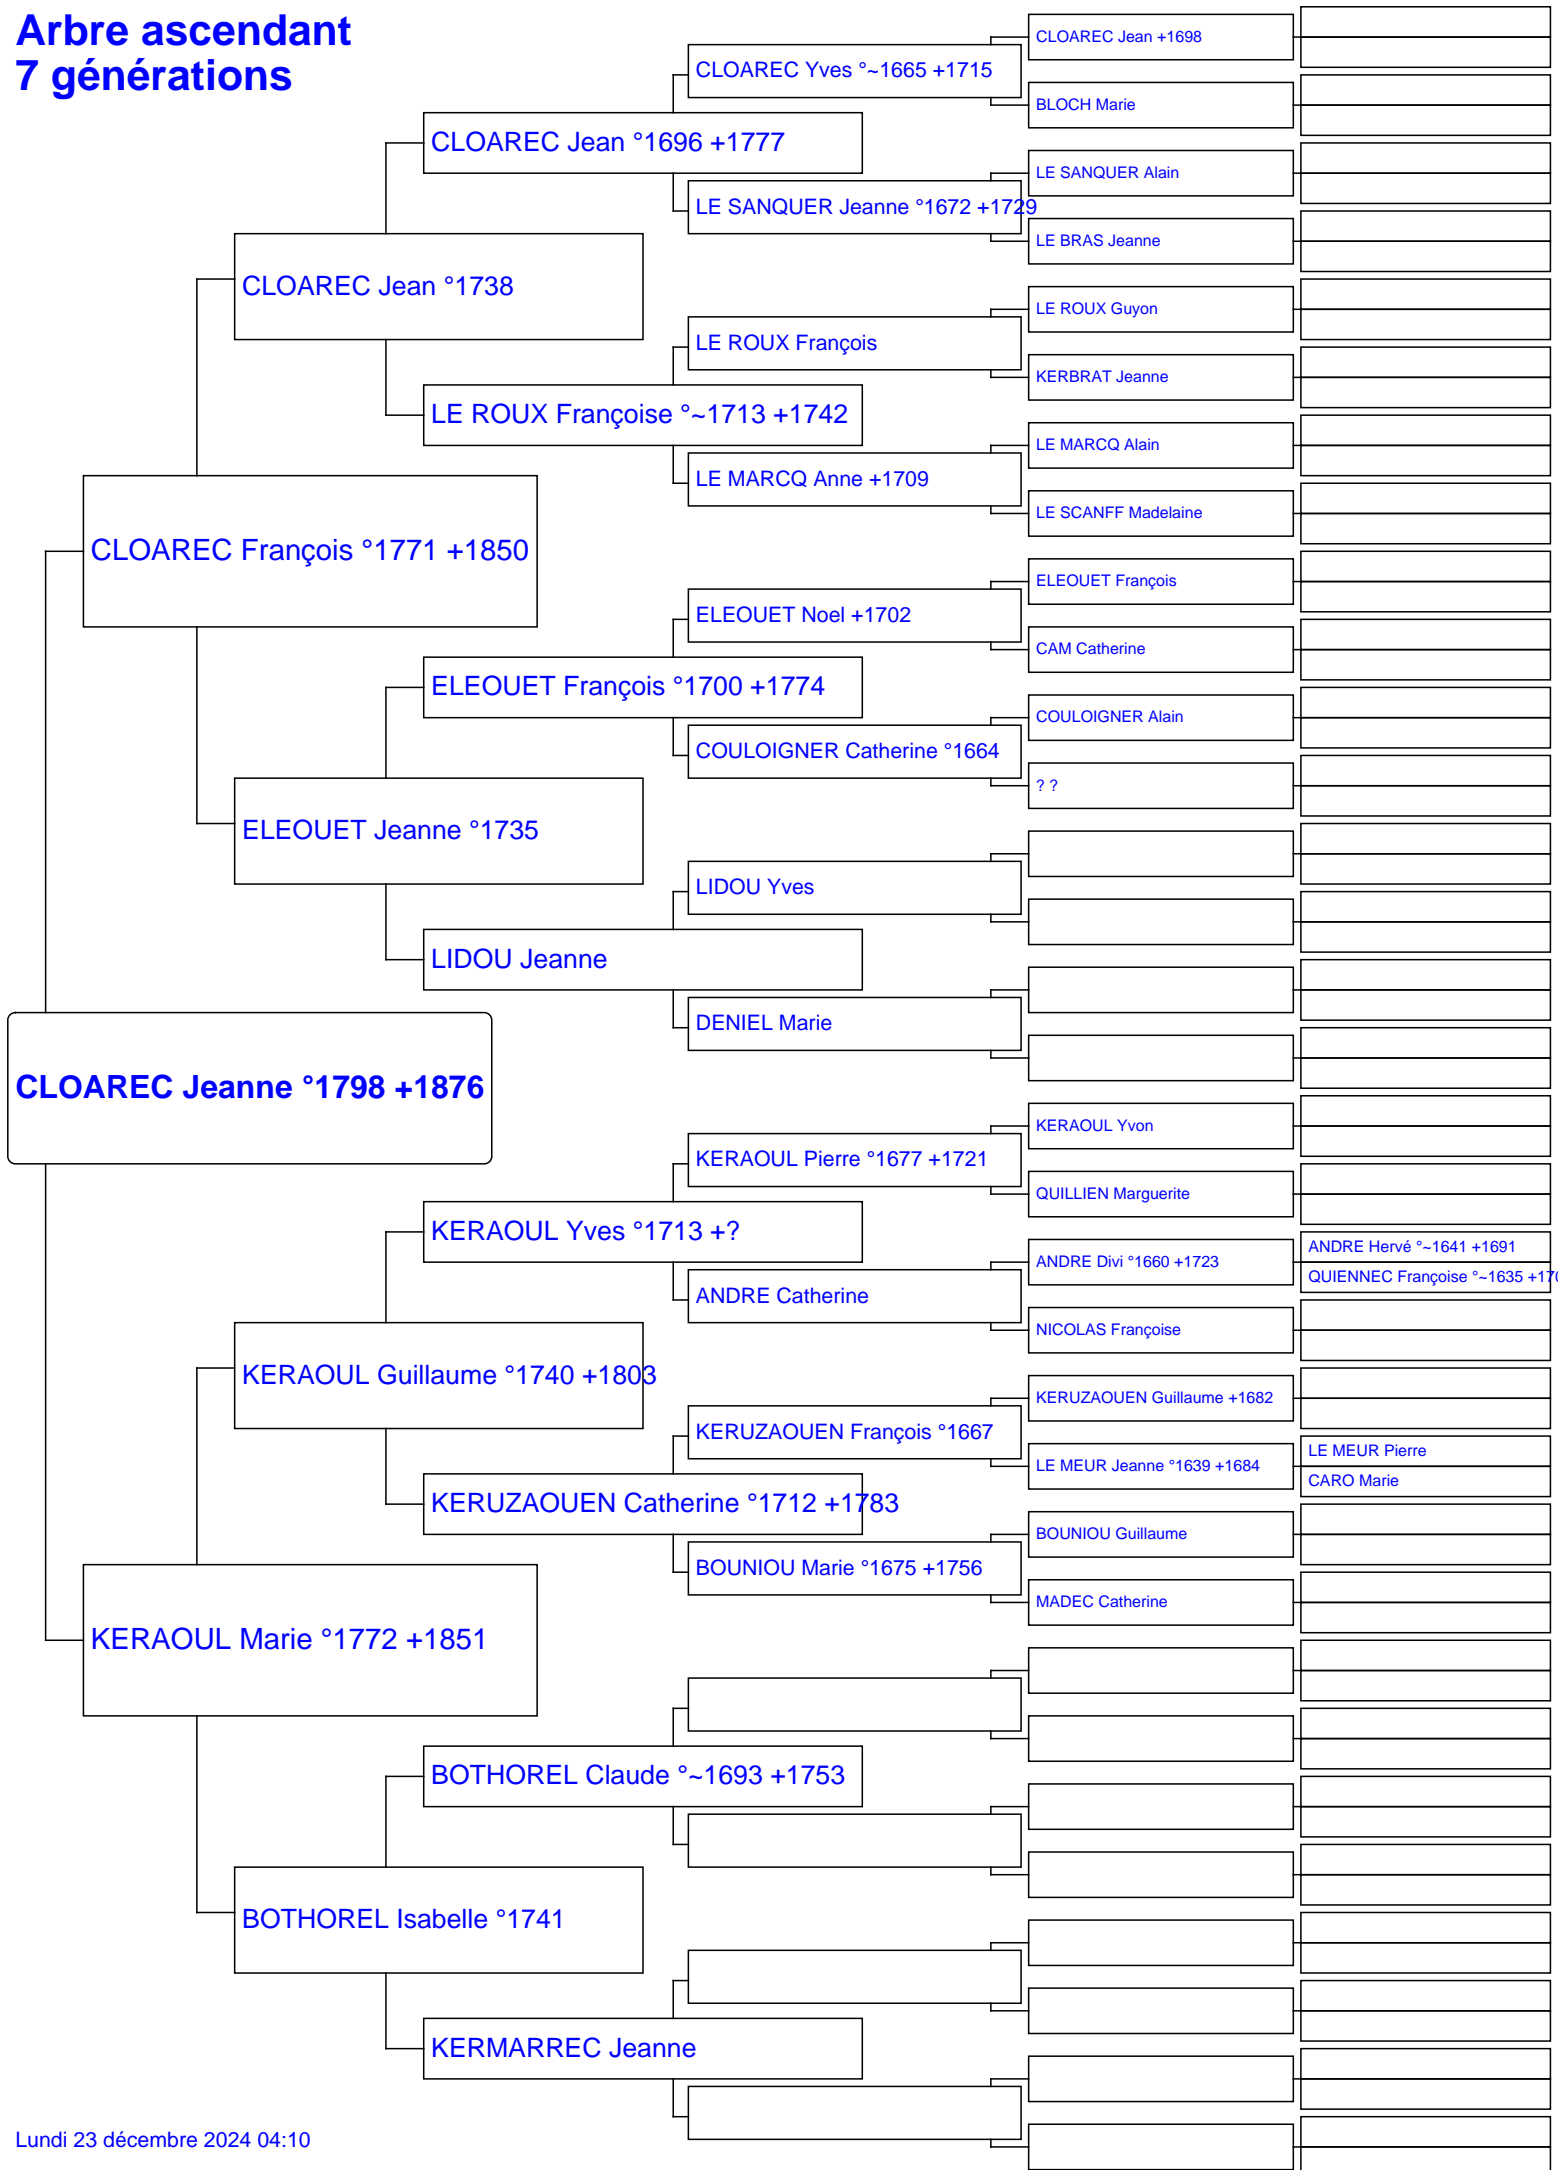 Arbre ascendant
7 générations
CLOAREC Jeanne °1798 +1876
CLOAREC François °1771 +1850
KERAOUL Marie °1772 +1851
CLOAREC Jean °1738
ELEOUET Jeanne °1735
KERAOUL Guillaume °1740 +1803
BOTHOREL Isabelle °1741
CLOAREC Jean °1696 +1777
LE ROUX Françoise °~1713 +1742
ELEOUET François °1700 +1774
LIDOU Jeanne
KERAOUL Yves °1713 +?
KERUZAOUEN Catherine °1712 +1783
BOTHOREL Claude °~1693 +1753
KERMARREC Jeanne
CLOAREC Yves °~1665 +1715
LE SANQUER Jeanne °1672 +1729
LE ROUX François
LE MARCQ Anne +1709
ELEOUET Noel +1702
COULOIGNER Catherine °1664
LIDOU Yves
DENIEL Marie
KERAOUL Pierre °1677 +1721
ANDRE Catherine
KERUZAOUEN François °1667
BOUNIOU Marie °1675 +1756
CLOAREC Jean +1698
BLOCH Marie
LE SANQUER Alain
LE BRAS Jeanne
LE ROUX Guyon
KERBRAT Jeanne
LE MARCQ Alain
LE SCANFF Madelaine
ELEOUET François
CAM Catherine
COULOIGNER Alain
? ?
KERAOUL Yvon
QUILLIEN Marguerite
ANDRE Divi °1660 +1723
NICOLAS Françoise
KERUZAOUEN Guillaume +1682
LE MEUR Jeanne °1639 +1684
BOUNIOU Guillaume
MADEC Catherine
ANDRE Hervé °~1641 +1691
QUIENNEC Françoise °~1635
LE MEUR Pierre
CARO Marie
Lundi 23 décembre 2024 04:10